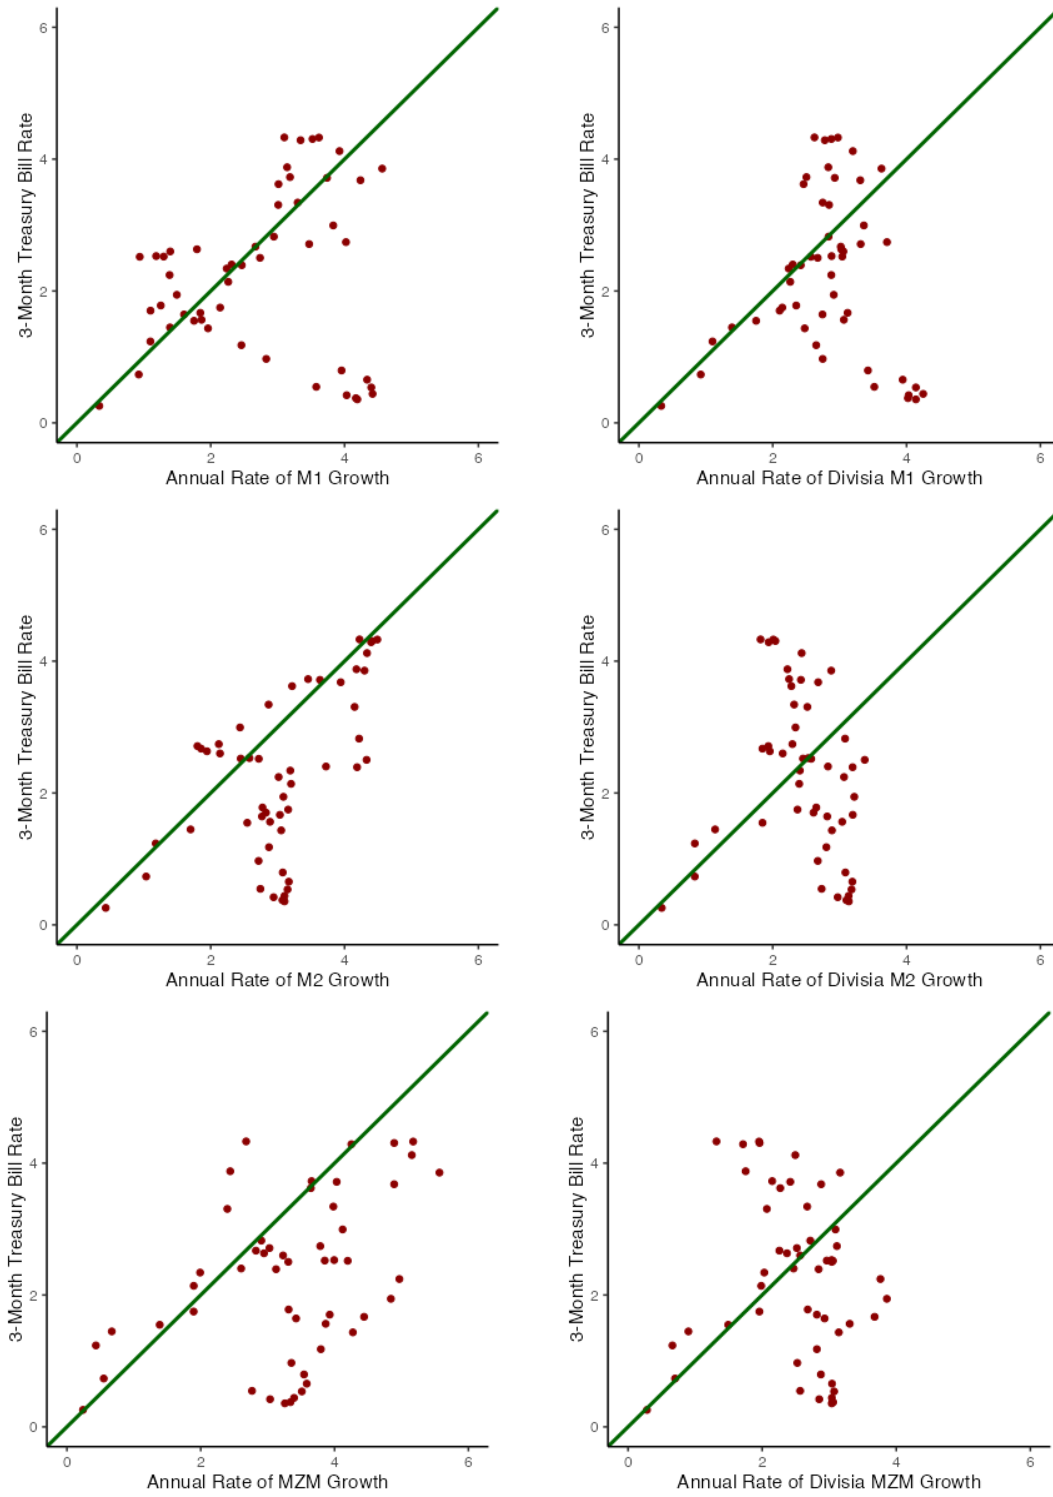 6
4
2
0
3-Month Treasury Bill Rate
0 2 4 6
Annual Rate of M1 Growth
6
4
2
0
3-Month Treasury Bill Rate
0 2 4 6
Annual Rate of Divisia M1 Growth
6
4
2
0
3-Month Treasury Bill Rate
0 2 4 6
Annual Rate of M2 Growth
6
4
2
0
3-Month Treasury Bill Rate
0 2 4 6
Annual Rate of Divisia M2 Growth
6
4
2
0
3-Month Treasury Bill Rate
0 2 4 6
Annual Rate of MZM Growth
6
4
2
0
3-Month Treasury Bill Rate
0 2 4 6
Annual Rate of Divisia MZM Growth